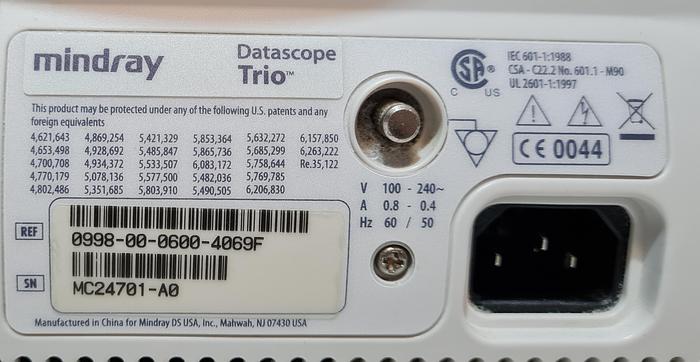 mindray
Datascope
Trio™
This product may be protected under any of the following U.S. patents and any
foreign equivalents
4,621,643 4,869,254 5,421,329 5,853,364 5,632,272 6,157,850
4,653,498 4,928,692 5,485,847 5,865,736 5,685,299 6,263,222
4,700,708 4,934,372 5,533,507 6,083,172 5,758,644 Re.35,122
4,770,179 5,078,136 5,577,500 5,482,036 5,769,785
4,802,486 5,351,685 5,803,910 5,490,505 6,206,830
REF
0998-00-0600-4069F
SN
MC24701-A0
Manufactured in China for Mindray DS USA, Inc., Mahwah, NJ 07430 USA
V 100 - 240~
A 0.8 - 0.4
Hz 60 / 50
SA ®
C US
IEC 601-1:1988
CSA - C22.2 No. 601.1 - M90
UL 2601-1:1997
CE 0044